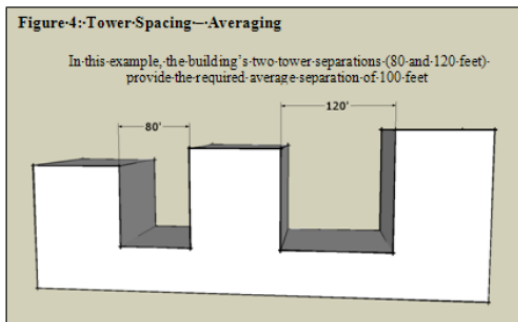 Figure 4: Tower Spacing – Averaging
In this example, the building's two tower separations (80 and 120 feet)
provide the required average separation of 100 feet
120'
80'